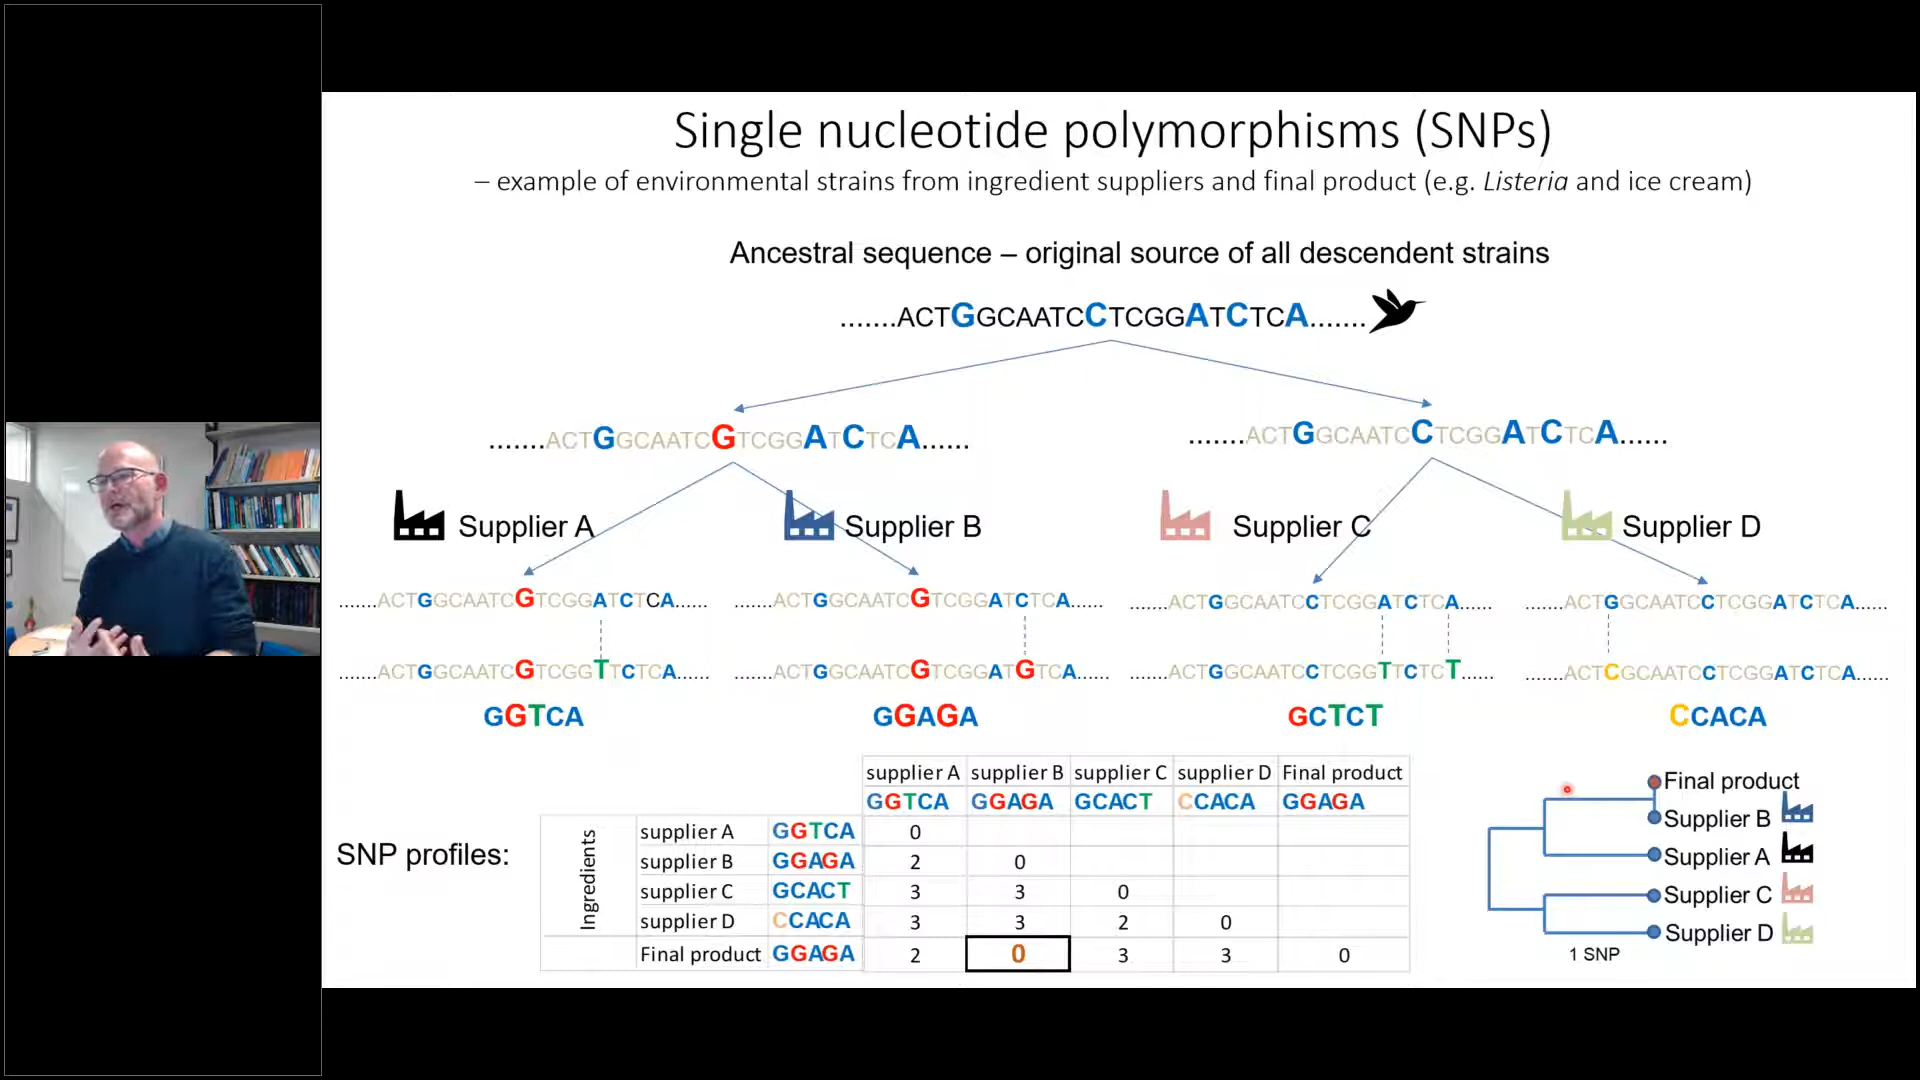 Single nucleotide polymorphisms (SNPs)
– example of environmental strains from ingredient suppliers and final product (e.g. Listeria and ice cream)
Ancestral sequence – original source of all descendent strains
.......ACTGGCAATCCTCGGATCTCA.......
.......ACTGGCAATCGTCGGATCTCA......
.......ACTGGCAATCCTCGGATCTCA......
Supplier A
Supplier B
Supplier C
Supplier D
.......ACTGGCAATCGTCGGATCTCA......
.......ACTGGCAATCGTCGGATCTCA......
.......ACTGGCAATCCTCGGATCTCA......
.......ACTGGCAATCCTCGGATCTCA......
.......ACTGGCAATCGTCGGTTCTCA......
.......ACTGGCAATCGTCGGATGTCA......
.......ACTGGCAATCCTCGGTTCTCT......
.......ACTCGCAATCCTCGGATCTCA......
GGTCA
GGAGA
GCTCT
CCACA
SNP profiles:
supplier A supplier B supplier C supplier D Final product
GGTCA GGAGA GCACT CCACA GGAGA
Ingredients
supplier A GGTCA 0
supplier B GGAGA 2 0
supplier C GCACT 3 3 0
supplier D CCACA 3 3 2 0
Final product GGAGA 2 0 3 3 0
Final product
Supplier B
Supplier A
Supplier C
Supplier D
1 SNP